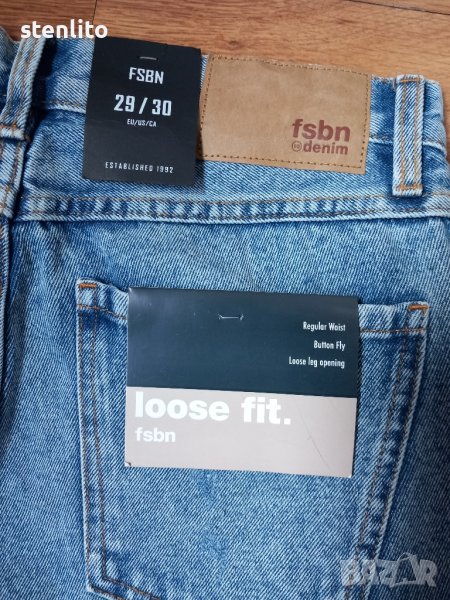 stenlito
FSBN
29/30
EU/US/CA
ESTABLISHED 1992
fsbn
denim
Regular Waist
Button Fly
Loose leg opening
loose fit.
fsbn
BAZAR